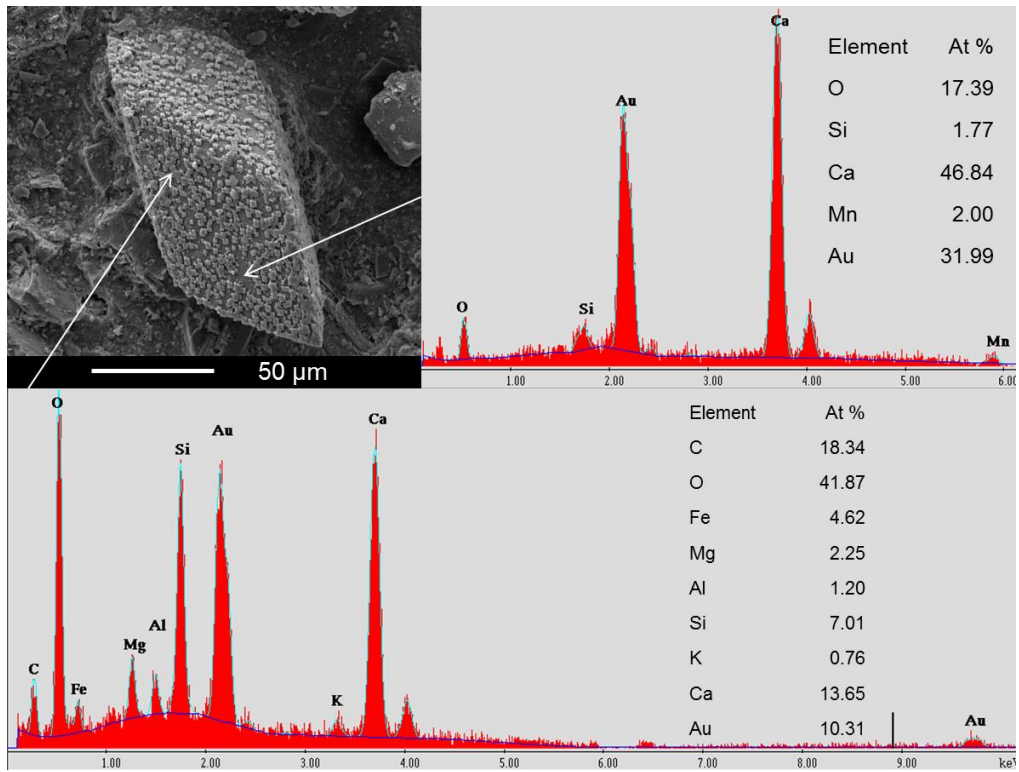 50 µm
Ca
Au
O
Si
Mn
1.00 2.00 3.00 4.00 5.00 6.00
Element At %
O 17.39
Si 1.77
Ca 46.84
Mn 2.00
Au 31.99
O
Si
Au
Ca
C
Fe
Mg
Al
K
Au
1.00 2.00 3.00 4.00 5.00 6.00 7.00 8.00 9.00 keV
Element At %
C 18.34
O 41.87
Fe 4.62
Mg 2.25
Al 1.20
Si 7.01
K 0.76
Ca 13.65
Au 10.31